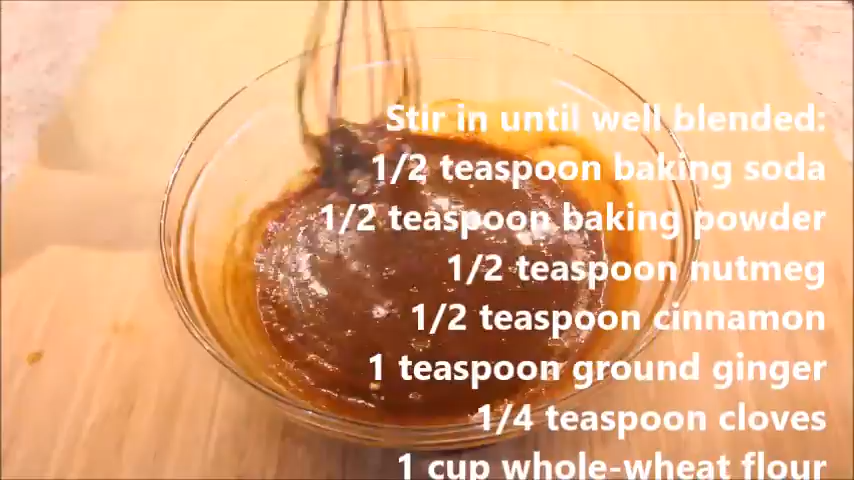 Stir in until well blended:
1/2 teaspoon baking soda
1/2 teaspoon baking powder
1/2 teaspoon nutmeg
1/2 teaspoon cinnamon
1 teaspoon ground ginger
1/4 teaspoon cloves
1 cup whole-wheat flour